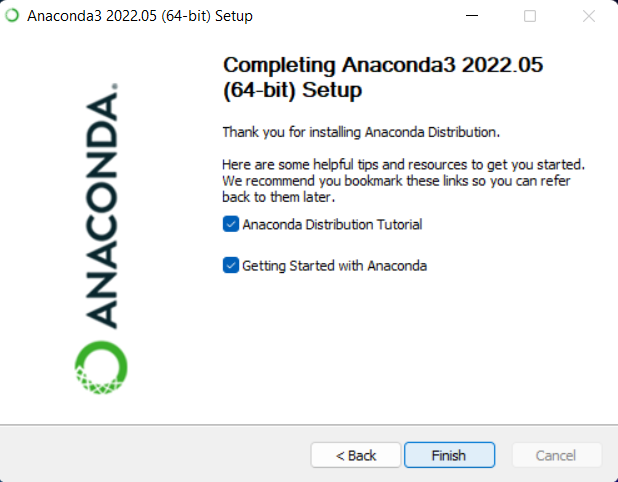 Anaconda3 2022.05 (64-bit) Setup
ANACONDA.
Completing Anaconda3 2022.05
(64-bit) Setup
Thank you for installing Anaconda Distribution.
Here are some helpful tips and resources to get you started.
We recommend you bookmark these links so you can refer
back to them later.
Anaconda Distribution Tutorial
Getting Started with Anaconda
< Back
Finish
Cancel